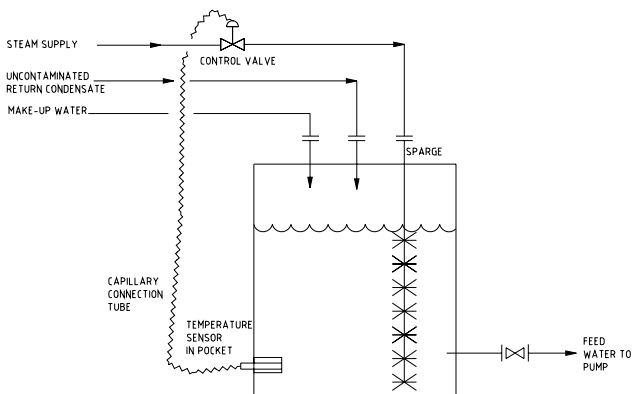 STEAM SUPPLY
CONTROL VALVE
UNCONTAMINATED
RETURN CONDENSATE
MAKE-UP WATER
SPARGE
CAPILLARY
CONNECTION
TUBE
TEMPERATURE
SENSOR
IN POCKET
FEED
WATER TO
PUMP